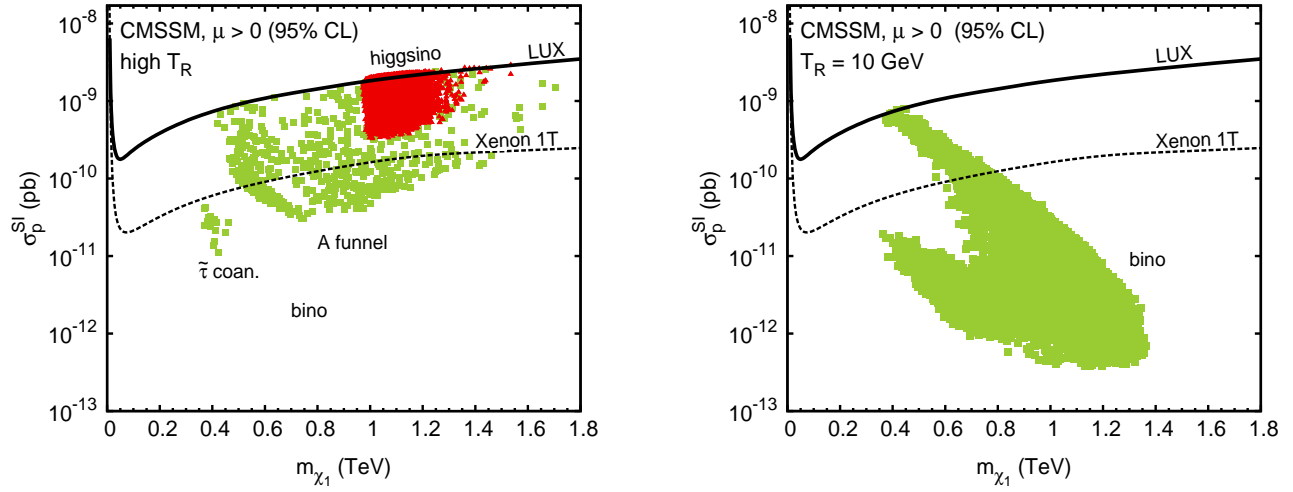 CMSSM, μ > 0 (95% CL)
high T_R
higgsino
LUX
Xenon 1T
A funnel
τ̃ coan.
bino
10^-8
10^-9
10^-10
10^-11
10^-12
10^-13
σ_p^SI (pb)
0 0.2 0.4 0.6 0.8 1 1.2 1.4 1.6 1.8
m_χ₁ (TeV)
CMSSM, μ > 0 (95% CL)
T_R = 10 GeV
LUX
Xenon 1T
bino
10^-8
10^-9
10^-10
10^-11
10^-12
10^-13
σ_p^SI (pb)
0 0.2 0.4 0.6 0.8 1 1.2 1.4 1.6 1.8
m_χ₁ (TeV)